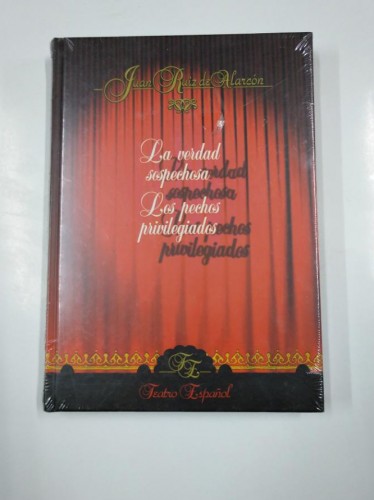 Juan Ruiz de Alarcón
La verdad
sospechosa
Los pechos
privilegiados
TE
Teatro Español